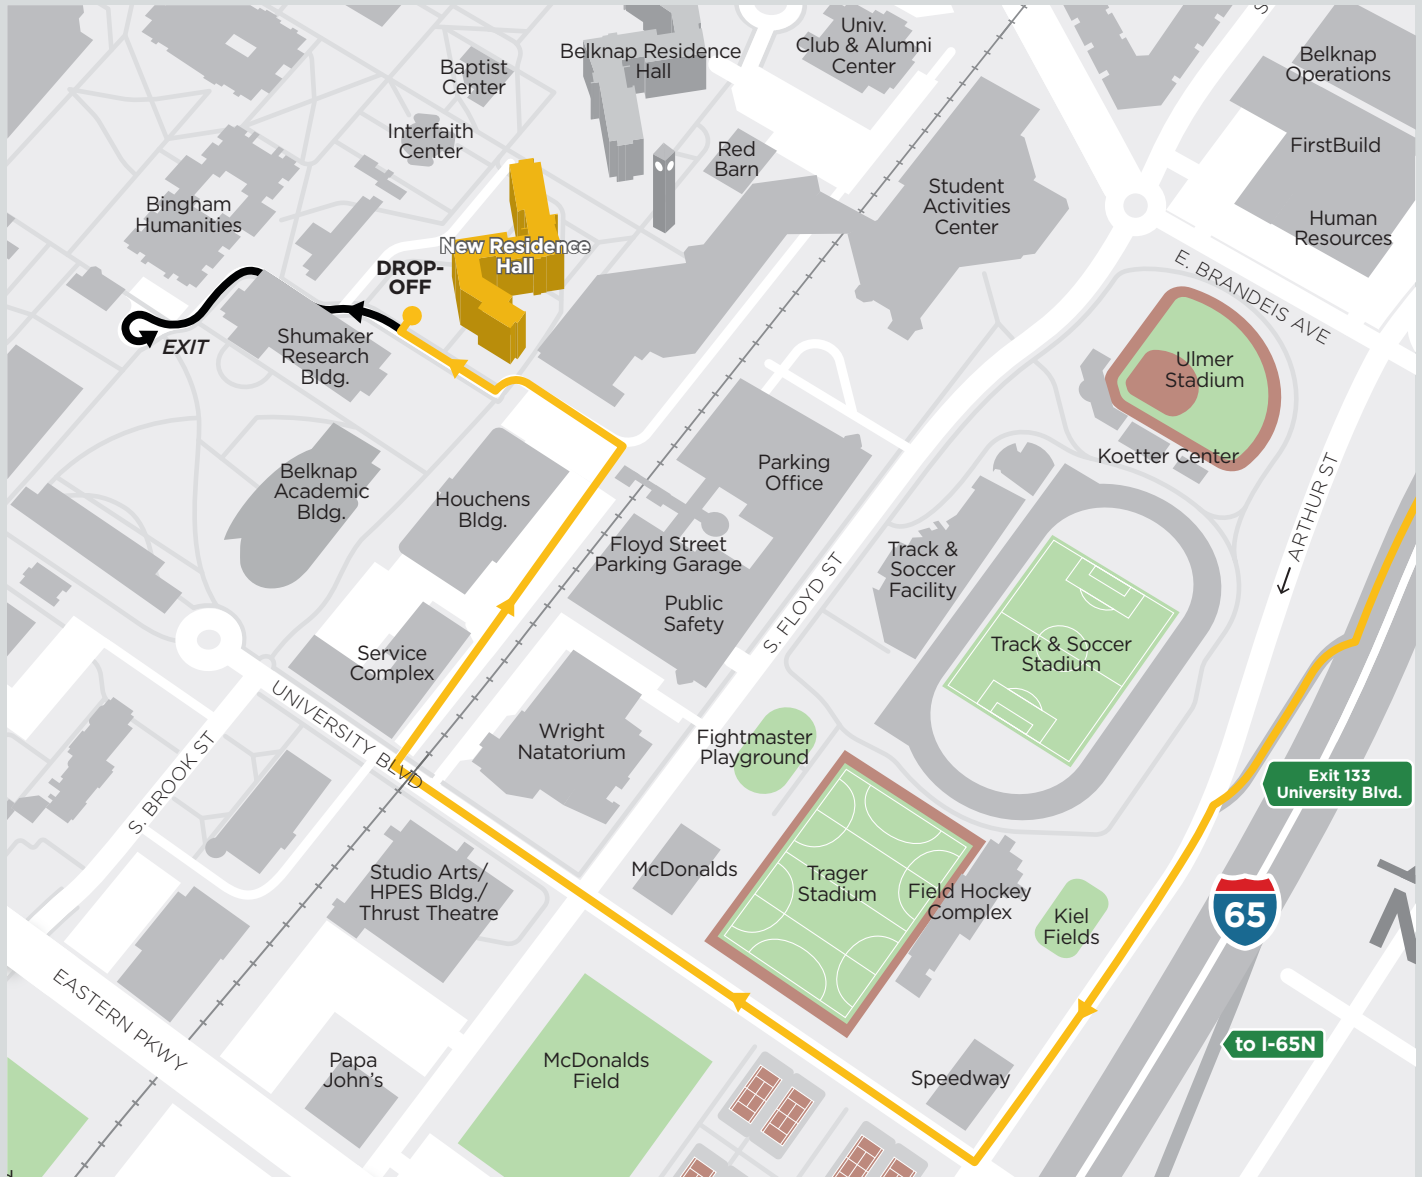 Univ.
Club & Alumni
Center
Belknap Residence
Hall
Belknap
Operations
Baptist
Center
Interfaith
Center
Red
Barn
FirstBuild
Bingham
Humanities
Student
Activities
Center
Human
Resources
New Residence
Hall
DROP-
OFF
E. BRANDEIS AVE
EXIT
Shumaker
Research
Bldg.
Ulmer
Stadium
Koetter Center
Parking
Office
Belknap
Academic
Bldg.
Houchens
Bldg.
ARTHUR ST
Floyd Street
Parking Garage
Track &
Soccer
Facility
Public
Safety
S. FLOYD ST
Track & Soccer
Stadium
Service
Complex
UNIVERSITY BLVD
Wright
Natatorium
Fightmaster
Playground
S. BROOK ST
Exit 133
University Blvd.
McDonalds
Trager
Stadium
Field Hockey
Complex
Studio Arts/
HPES Bldg./
Thrust Theatre
65
Kiel
Fields
EASTERN PKWY
to I-65N
Papa
John's
McDonalds
Field
Speedway